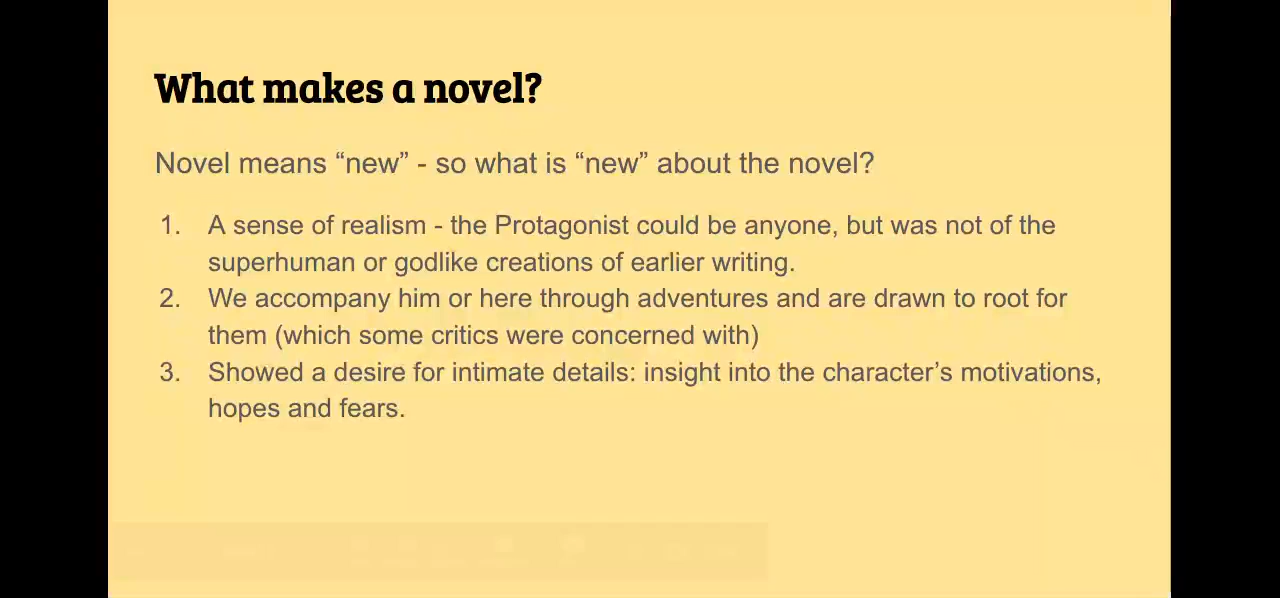 What makes a novel?
Novel means “new” - so what is “new” about the novel?
1. A sense of realism - the Protagonist could be anyone, but was not of the
superhuman or godlike creations of earlier writing.
2. We accompany him or here through adventures and are drawn to root for
them (which some critics were concerned with)
3. Showed a desire for intimate details: insight into the character’s motivations,
hopes and fears.